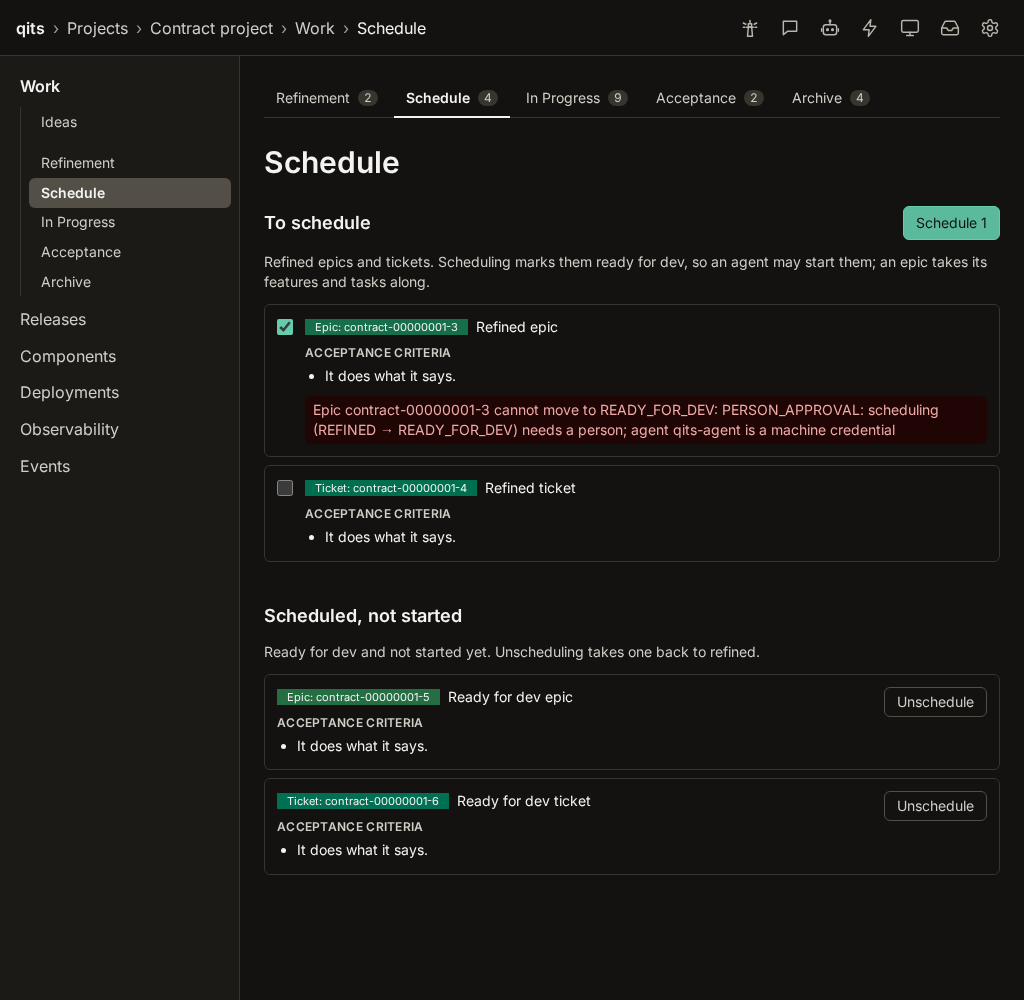 qits › Projects › Contract project › Work › Schedule
Work
Ideas
Refinement
Schedule
In Progress
Acceptance
Archive
Releases
Components
Deployments
Observability
Events
Refinement 2 Schedule 4 In Progress 9 Acceptance 2 Archive 4
Schedule
To schedule
Schedule 1
Refined epics and tickets. Scheduling marks them ready for dev, so an agent may start them; an epic takes its
features and tasks along.
Epic: contract-00000001-3 Refined epic
ACCEPTANCE CRITERIA
• It does what it says.
Epic contract-00000001-3 cannot move to READY_FOR_DEV: PERSON_APPROVAL: scheduling
(REFINED → READY_FOR_DEV) needs a person; agent qits-agent is a machine credential
Ticket: contract-00000001-4 Refined ticket
ACCEPTANCE CRITERIA
• It does what it says.
Scheduled, not started
Ready for dev and not started yet. Unscheduling takes one back to refined.
Epic: contract-00000001-5 Ready for dev epic
Unschedule
ACCEPTANCE CRITERIA
• It does what it says.
Ticket: contract-00000001-6 Ready for dev ticket
Unschedule
ACCEPTANCE CRITERIA
• It does what it says.